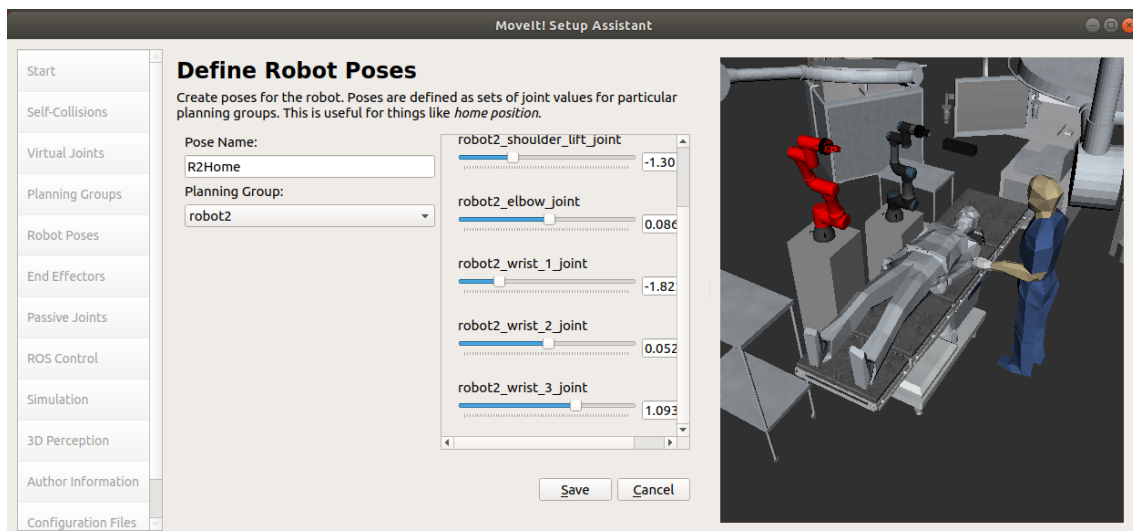 MoveIt! Setup Assistant
Start
Self-Collisions
Virtual Joints
Planning Groups
Robot Poses
End Effectors
Passive Joints
ROS Control
Simulation
3D Perception
Author Information
Configuration Files
Define Robot Poses
Create poses for the robot. Poses are defined as sets of joint values for particular
planning groups. This is useful for things like home position.
Pose Name:
R2Home
Planning Group:
robot2
robot2_shoulder_lift_joint
-1.30
robot2_elbow_joint
0.086
robot2_wrist_1_joint
-1.82
robot2_wrist_2_joint
0.052
robot2_wrist_3_joint
1.093
Save
Cancel